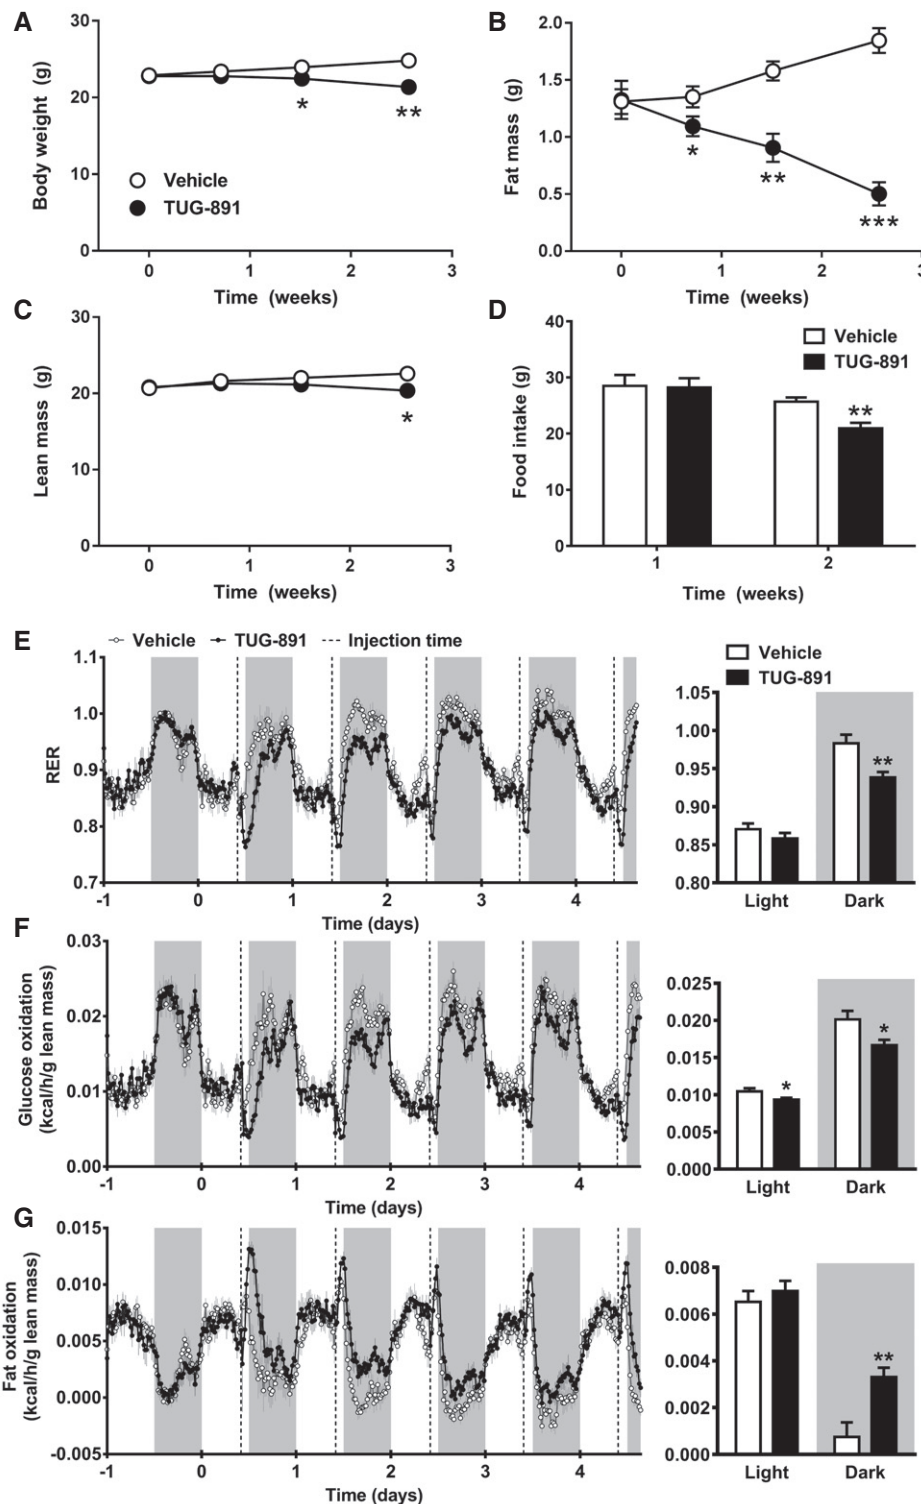 A
30
20
10
0
Body weight (g)
Vehicle
TUG-891
*
**
0 1 2 3
Time (weeks)
B
2.0
1.5
1.0
0.5
0.0
Fat mass (g)
*
**
***
0 1 2 3
Time (weeks)
C
30
20
10
0
Lean mass (g)
*
0 1 2 3
Time (weeks)
D
40
30
20
10
0
Food intake (g)
Vehicle
TUG-891
**
1 2
Time (weeks)
E
Vehicle TUG-891 Injection time
1.1
1.0
0.9
0.8
0.7
RER
-1 0 1 2 3 4
Time (days)
Vehicle
TUG-891
1.05
1.00
0.95
0.90
0.85
0.80
**
Light Dark
F
0.03
0.02
0.01
0.00
Glucose oxidation
(kcal/h/g lean mass)
-1 0 1 2 3 4
Time (days)
0.025
0.020
0.015
0.010
0.005
0.000
*
*
Light Dark
G
0.015
0.010
0.005
0.000
-0.005
Fat oxidation
(kcal/h/g lean mass)
-1 0 1 2 3 4
Time (days)
0.008
0.006
0.004
0.002
0.000
**
Light Dark